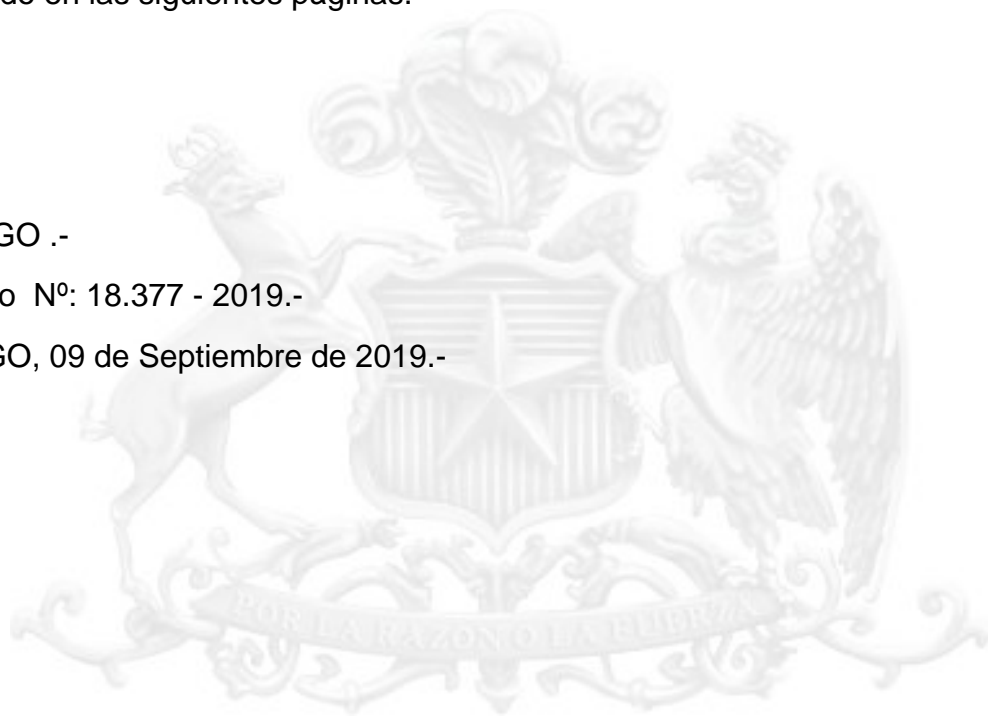 do en las siguientes páginas.
GO .-
o Nº: 18.377 - 2019.-
GO, 09 de Septiembre de 2019.-
POR LA RAZON O LA FUERZA